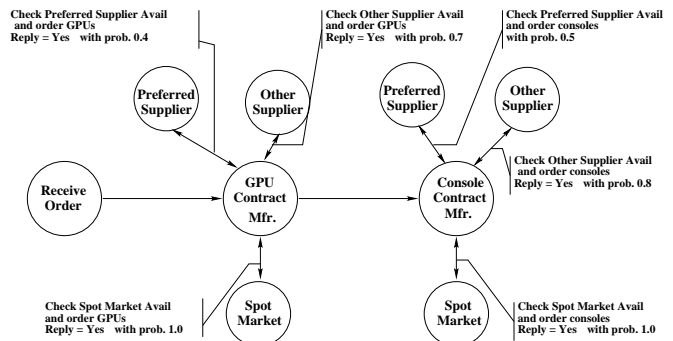 Check Preferred Supplier Avail
and order GPUs
Reply = Yes with prob. 0.4
Check Other Supplier Avail
and order GPUs
Reply = Yes with prob. 0.7
Check Preferred Supplier Avail
and order consoles
with prob. 0.5
Preferred
Supplier
Other
Supplier
Preferred
Supplier
Other
Supplier
Check Other Supplier Avail
and order consoles
Reply = Yes with prob. 0.8
Receive
Order
GPU
Contract
Mfr.
Console
Contract
Mfr.
Check Spot Market Avail
and order GPUs
Reply = Yes with prob. 1.0
Spot
Market
Spot
Market
Check Spot Market Avail
and order consoles
Reply = Yes with prob. 1.0